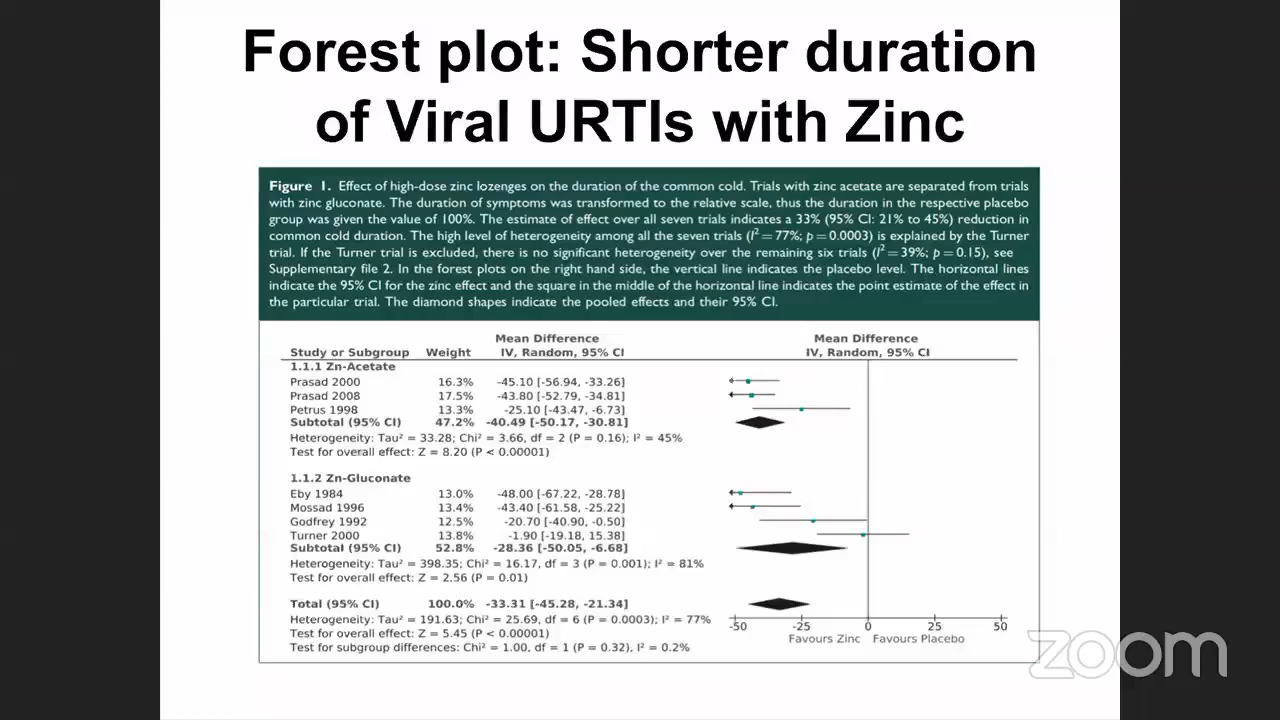 Forest plot: Shorter duration
of Viral URTIs with Zinc
Figure 1. Effect of high-dose zinc lozenges on the duration of the common cold. Trials with zinc acetate are separated from trials
with zinc gluconate. The duration of symptoms was transformed to the relative scale, thus the duration in the respective placebo
group was given the value of 100%. The estimate of effect over all seven trials indicates a 33% (95% CI: 21% to 45%) reduction in
common cold duration. The high level of heterogeneity among all the seven trials (I² = 77%; p = 0.0003) is explained by the Turner
trial. If the Turner trial is excluded, there is no significant heterogeneity over the remaining six trials (I² = 39%; p = 0.15), see
Supplementary file 2. In the forest plots on the right hand side, the vertical line indicates the placebo level. The horizontal lines
indicate the 95% CI for the zinc effect and the square in the middle of the horizontal line indicates the point estimate of the effect in
the particular trial. The diamond shapes indicate the pooled effects and their 95% CI.
Mean Difference Mean Difference
Study or Subgroup Weight IV, Random, 95% CI IV, Random, 95% CI
1.1.1 Zn-Acetate
Prasad 2000 16.3% -45.10 [-56.94, -33.26]
Prasad 2008 17.5% -43.80 [-52.79, -34.81]
Petrus 1998 13.3% -25.10 [-43.47, -6.73]
Subtotal (95% CI) 47.2% -40.49 [-50.17, -30.81]
Heterogeneity: Tau² = 33.28; Chi² = 3.66, df = 2 (P = 0.16); I² = 45%
Test for overall effect: Z = 8.20 (P < 0.00001)
1.1.2 Zn-Gluconate
Eby 1984 13.0% -48.00 [-67.22, -28.78]
Mossad 1996 13.4% -43.40 [-61.58, -25.22]
Godfrey 1992 12.5% -20.70 [-40.90, -0.50]
Turner 2000 13.8% -1.90 [-19.18, 15.38]
Subtotal (95% CI) 52.8% -28.36 [-50.05, -6.68]
Heterogeneity: Tau² = 398.35; Chi² = 16.17, df = 3 (P = 0.001); I² = 81%
Test for overall effect: Z = 2.56 (P = 0.01)
Total (95% CI) 100.0% -33.31 [-45.28, -21.34]
Heterogeneity: Tau² = 191.63; Chi² = 25.69, df = 6 (P = 0.0003); I² = 77%
Test for overall effect: Z = 5.45 (P < 0.00001)
Test for subgroup differences: Chi² = 1.00, df = 1 (P = 0.32), I² = 0.2%
-50 -25 0 25 50
Favours Zinc Favours Placebo
zoom